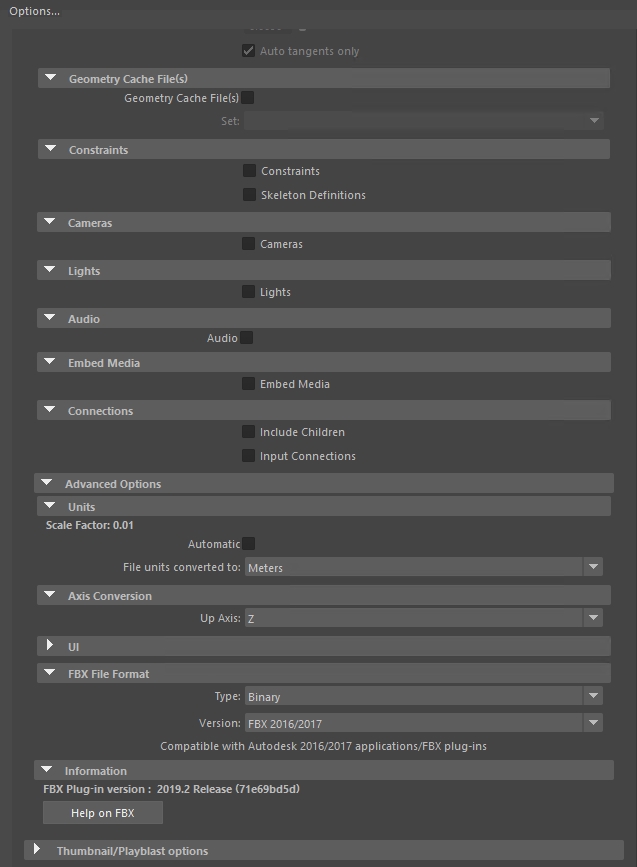 Options...
Auto tangents only
Geometry Cache File(s)
Geometry Cache File(s)
Set:
Constraints
Constraints
Skeleton Definitions
Cameras
Cameras
Lights
Lights
Audio
Audio
Embed Media
Embed Media
Connections
Include Children
Input Connections
Advanced Options
Units
Scale Factor: 0.01
Automatic
File units converted to: Meters
Axis Conversion
Up Axis: Z
UI
FBX File Format
Type: Binary
Version: FBX 2016/2017
Compatible with Autodesk 2016/2017 applications/FBX plug-ins
Information
FBX Plug-in version : 2019.2 Release (71e69bd5d)
Help on FBX
Thumbnail/Playblast options